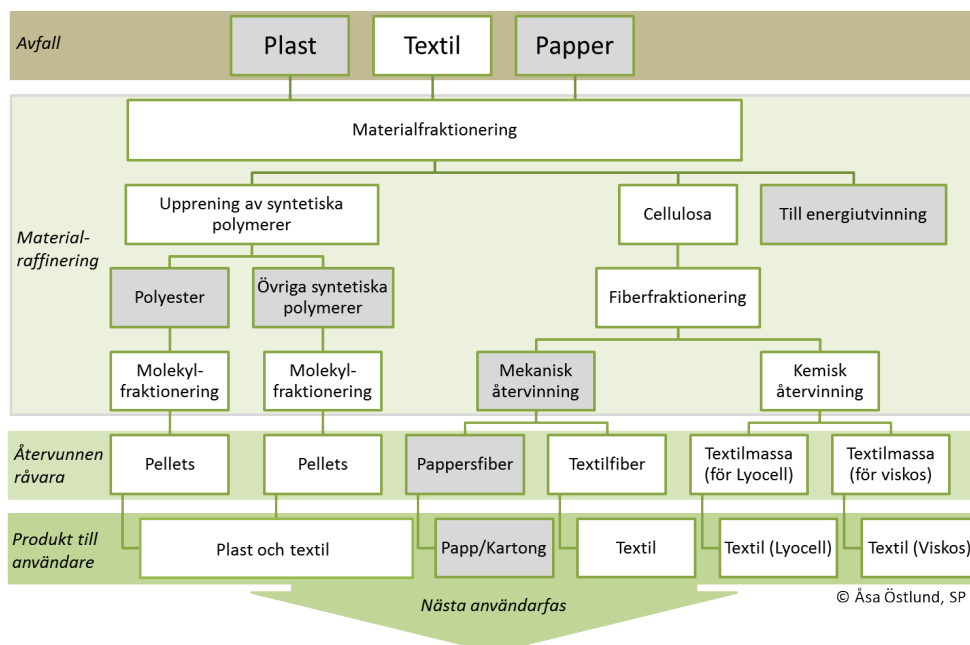 Avfall
Plast
Textil
Papper
Materialfraktionering
Material-
raffinering
Upprening av syntetiska
polymerer
Cellulosa
Till energiutvinning
Polyester
Övriga syntetiska
polymerer
Fiberfraktionering
Molekyl-
fraktionering
Molekyl-
fraktionering
Mekanisk
återvinning
Kemisk
återvinning
Återvunnen
råvara
Pellets
Pellets
Pappersfiber
Textilfiber
Textilmassa
(för Lyocell)
Textilmassa
(för viskos)
Produkt till
användare
Plast och textil
Papp/Kartong
Textil
Textil (Lyocell)
Textil (Viskos)
Nästa användarfas
© Åsa Östlund, SP